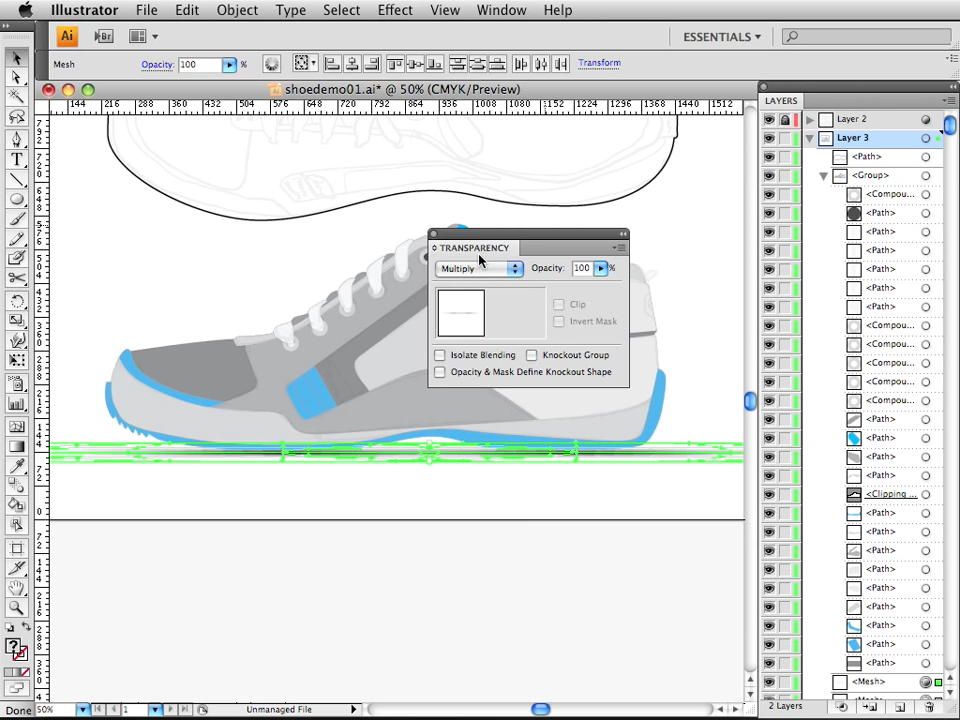 Illustrator File Edit Object Type Select Effect View Window Help
Ai Br ESSENTIALS
Mesh Opacity: 100 % Transform
shoedemo01.ai* @ 50% (CMYK/Preview)
144 216 288 360 432 504 576 648 720 792 864 936 1008 1080 1152 1224 1296 1368 1440 1512
LAYERS
Layer 2
Layer 3
<Path>
<Group>
<Compou...
<Path>
<Path>
<Path>
<Path>
<Path>
<Path>
<Compou...
<Compou...
<Compou...
<Compou...
<Compou...
<Path>
<Path>
<Path>
<Path>
<Clipping ...
<Path>
<Path>
<Path>
<Path>
<Path>
<Path>
<Path>
<Path>
<Path>
<Mesh>
2 Layers
TRANSPARENCY
Multiply Opacity: 100 %
Clip
Invert Mask
Isolate Blending Knockout Group
Opacity & Mask Define Knockout Shape
Done 50% 1 Unmanaged File